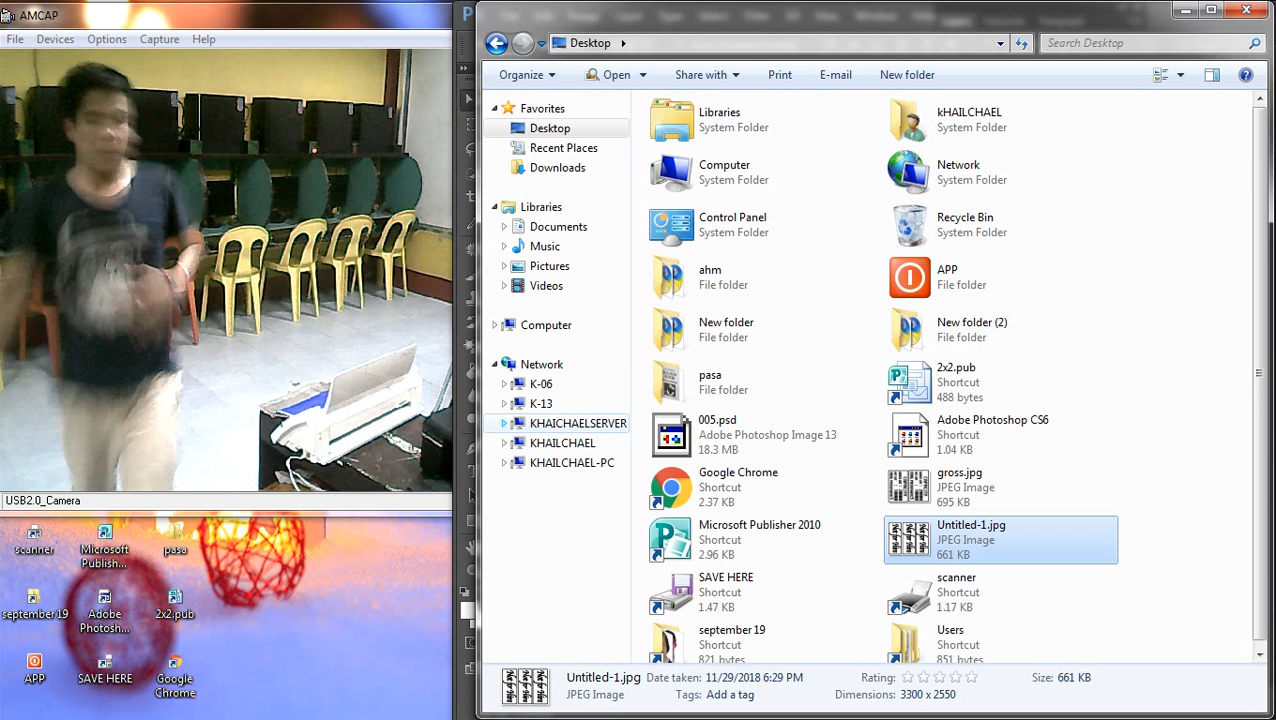 AMCAP
File Devices Options Capture Help
USB2.0_Camera
scanner
Microsoft Publish...
pasa
september 19
Adobe Photosh...
2x2.pub
APP
SAVE HERE
Google Chrome
Desktop
Search Desktop
Organize Open Share with Print E-mail New folder
Favorites
Desktop
Recent Places
Downloads
Libraries
Documents
Music
Pictures
Videos
Computer
Network
K-06
K-13
KHAICHAELSERVER
KHAILCHAEL
KHAILCHAEL-PC
Libraries
System Folder
kHAILCHAEL
System Folder
Computer
System Folder
Network
System Folder
Control Panel
System Folder
Recycle Bin
System Folder
ahm
File folder
APP
File folder
New folder
File folder
New folder (2)
File folder
pasa
File folder
2x2.pub
Shortcut
488 bytes
005.psd
Adobe Photoshop Image 13
18.3 MB
Adobe Photoshop CS6
Shortcut
1.04 KB
Google Chrome
Shortcut
2.37 KB
gross.jpg
JPEG Image
695 KB
Microsoft Publisher 2010
Shortcut
2.96 KB
Untitled-1.jpg
JPEG Image
661 KB
SAVE HERE
Shortcut
1.47 KB
scanner
Shortcut
1.17 KB
september 19
Shortcut
821 bytes
Users
Shortcut
851 bytes
Untitled-1.jpg Date taken: 11/29/2018 6:29 PM Rating: Size: 661 KB
JPEG Image Tags: Add a tag Dimensions: 3300 x 2550